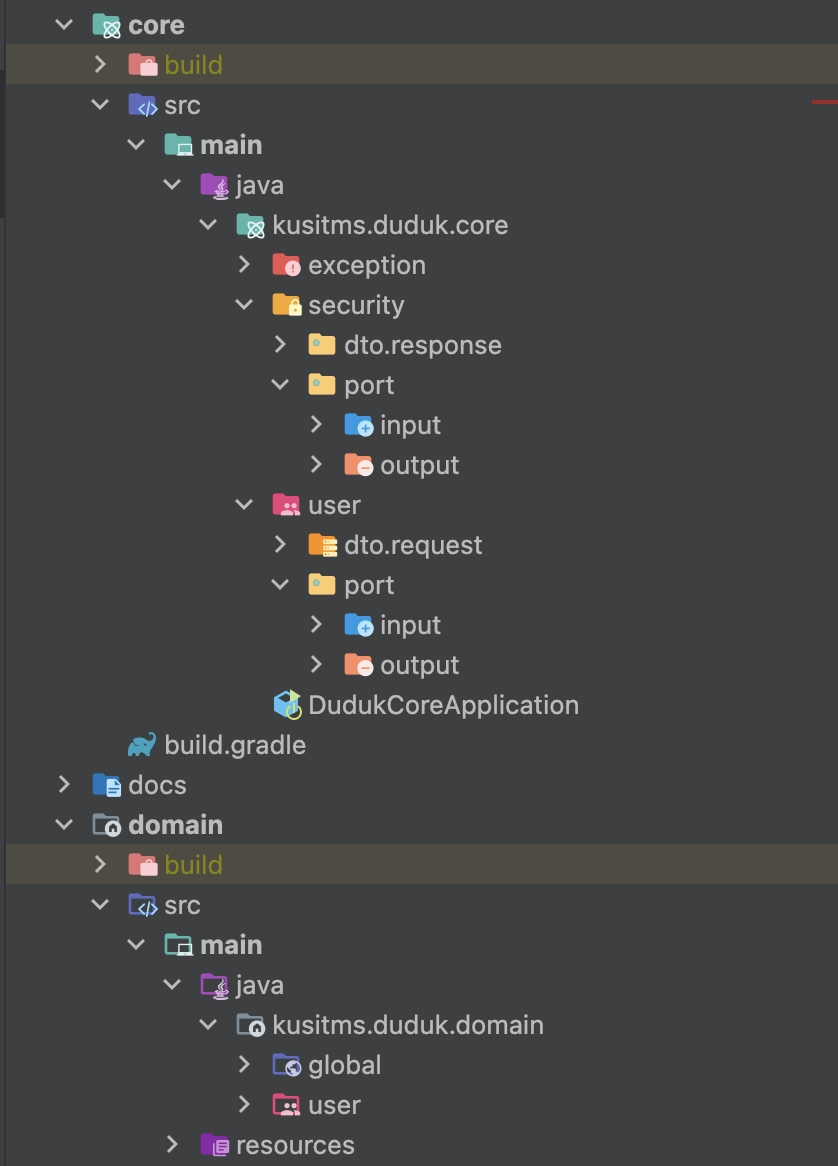 core
build
src
main
java
kusitms.duduk.core
exception
security
dto.response
port
input
output
user
dto.request
port
input
output
DudukCoreApplication
build.gradle
docs
domain
build
src
main
java
kusitms.duduk.domain
global
user
resources